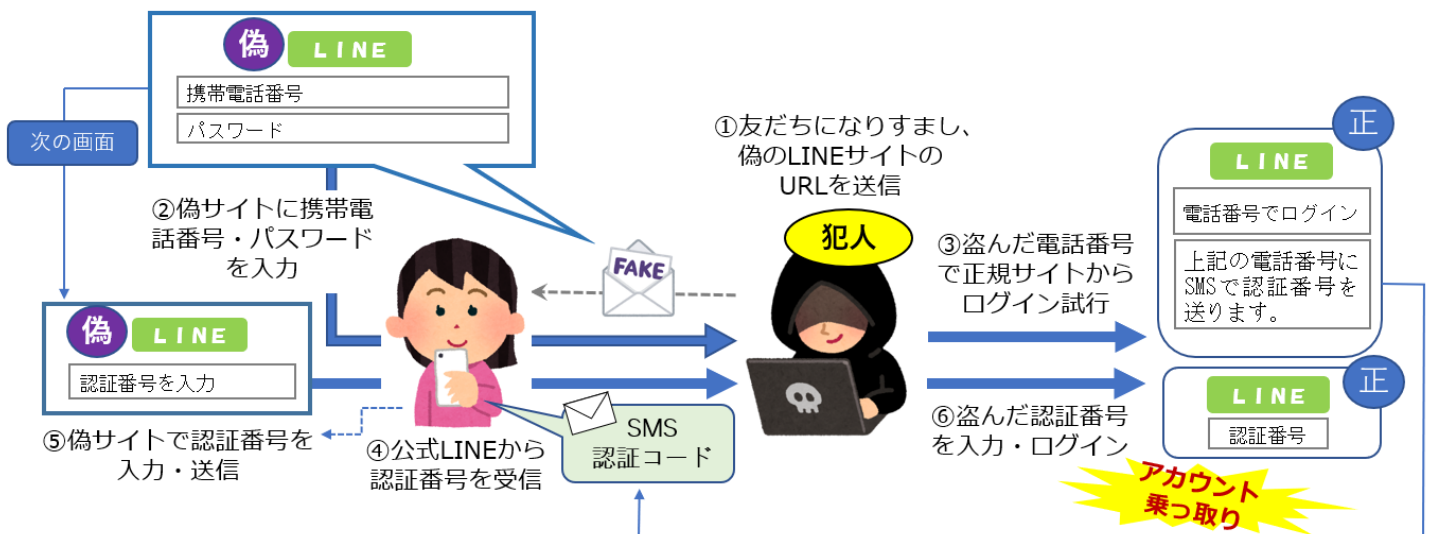 偽 LINE
携帯電話番号
パスワード
次の画面
①友だちになりすまし、
偽のLINEサイトの
URLを送信
②偽サイトに携帯電
話番号・パスワード
を入力
FAKE
犯人
③盗んだ電話番号
で正規サイトから
ログイン試行
正
LINE
電話番号でログイン
上記の電話番号に
SMSで認証番号を
送ります。
偽 LINE
認証番号を入力
⑤偽サイトで認証番号を
入力・送信
④公式LINEから
認証番号を受信
SMS
認証コード
⑥盗んだ認証番号
を入力・ログイン
正
LINE
認証番号
アカウント
乗っ取り